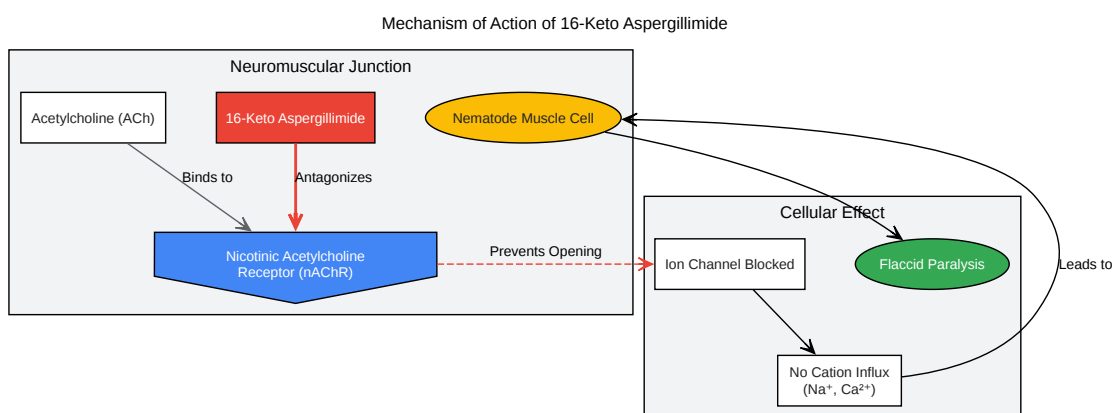 Mechanism of Action of 16-Keto Aspergillimide
Neuromuscular Junction
Acetylcholine (ACh)
16-Keto Aspergillimide
Nematode Muscle Cell
Binds to
Antagonizes
Nicotinic Acetylcholine
Receptor (nAChR)
Prevents Opening
Cellular Effect
Ion Channel Blocked
Flaccid Paralysis
Leads to
No Cation Influx
(Na⁺, Ca²⁺)